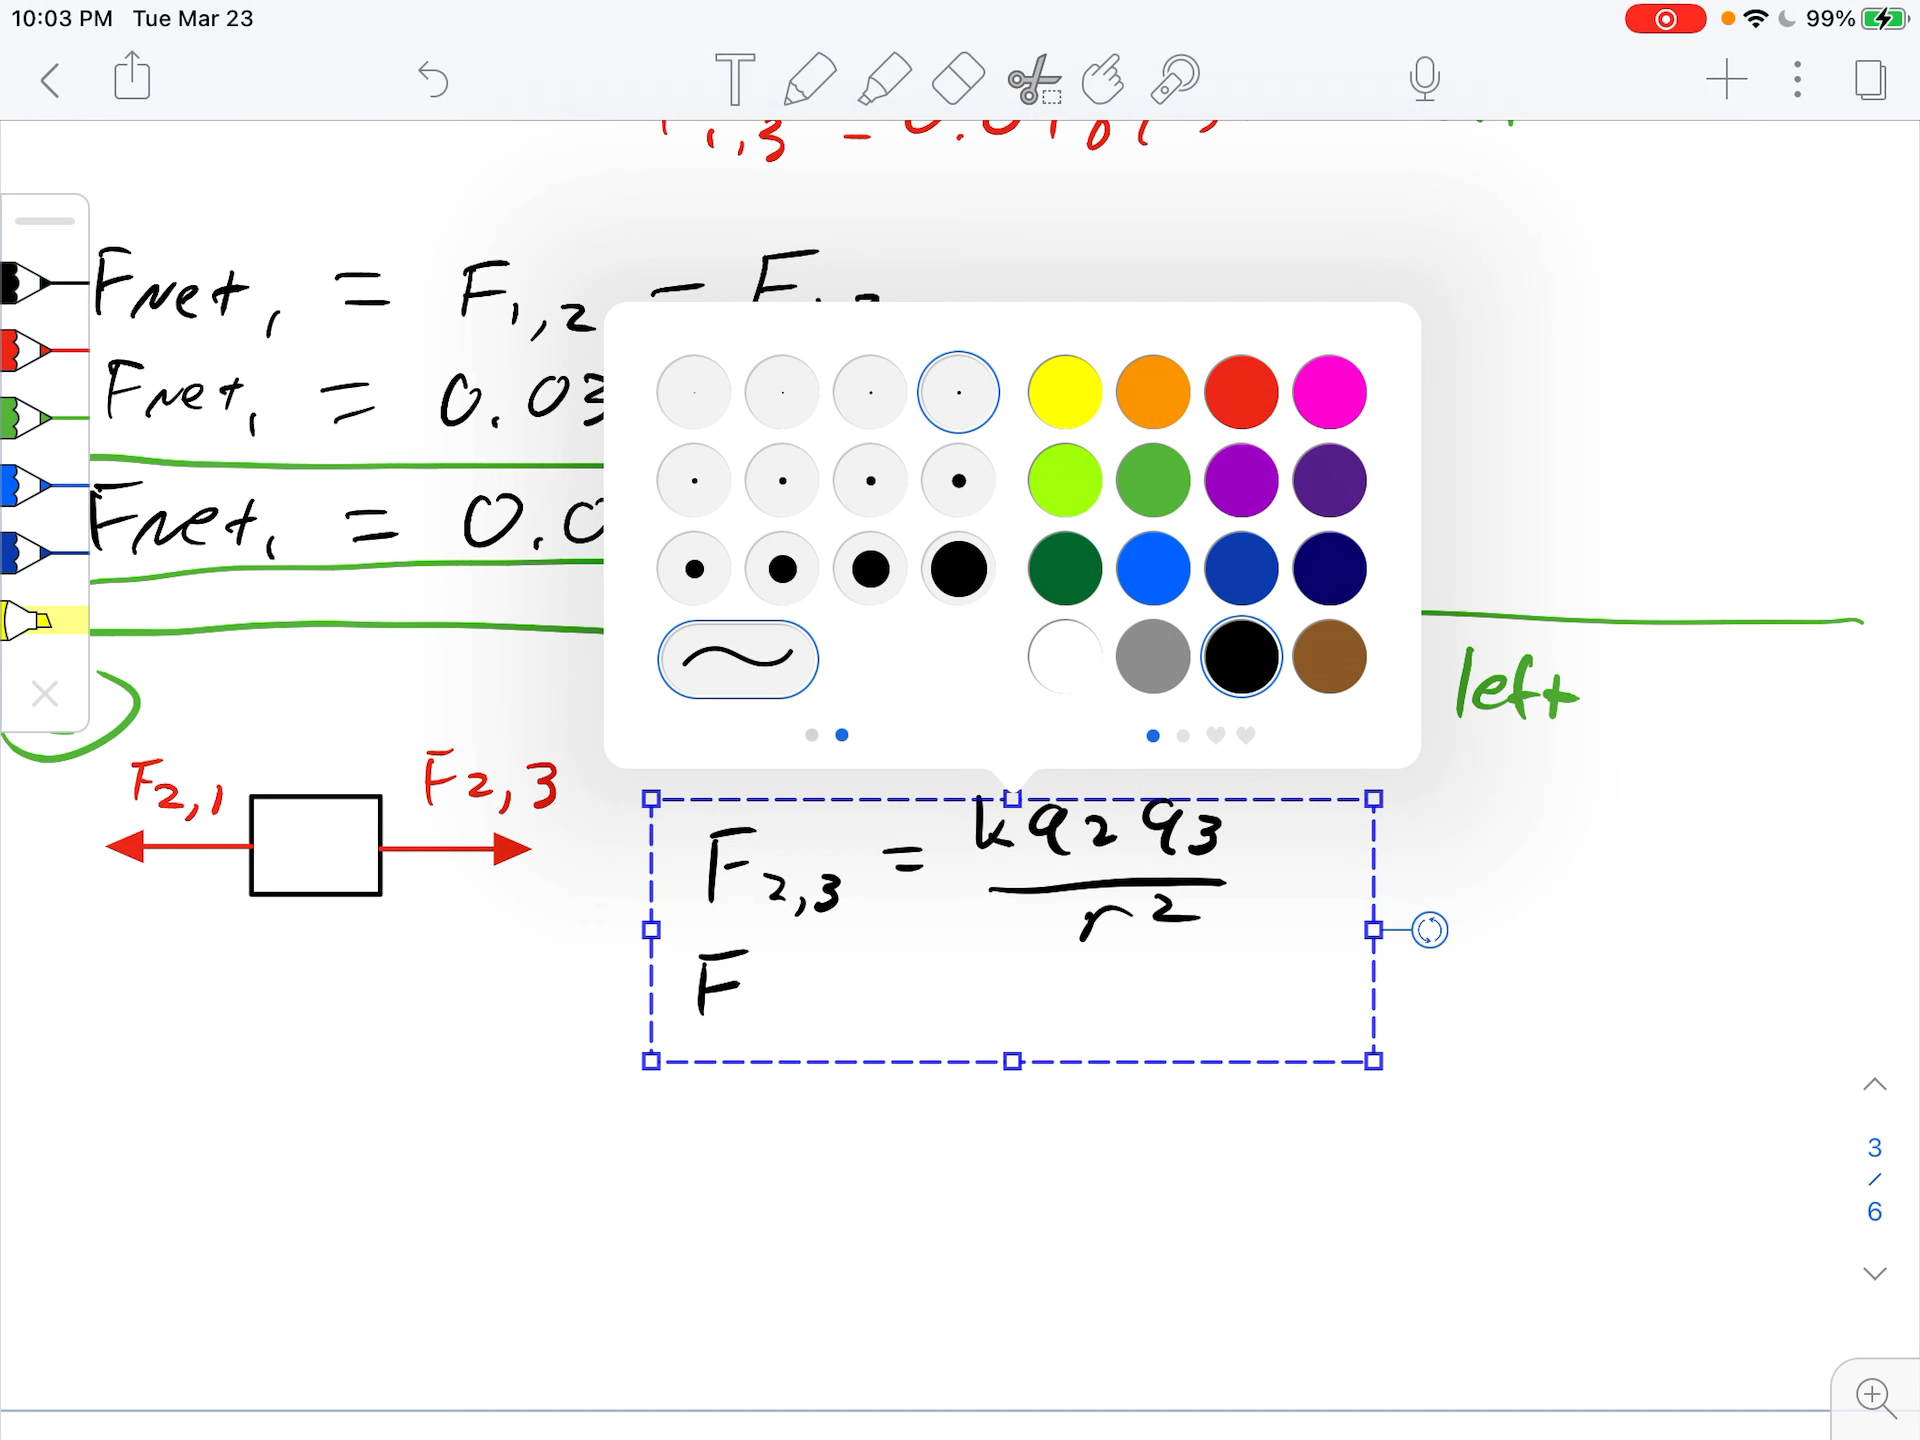 10:03 PM Tue Mar 23
99%
T
Fnet, = F1,2 -
Fnet, = 0.03
Fnet, = 0.0
left
F2,1
F2,3
F2,3 = kq2q3
r2
F
3
/
6